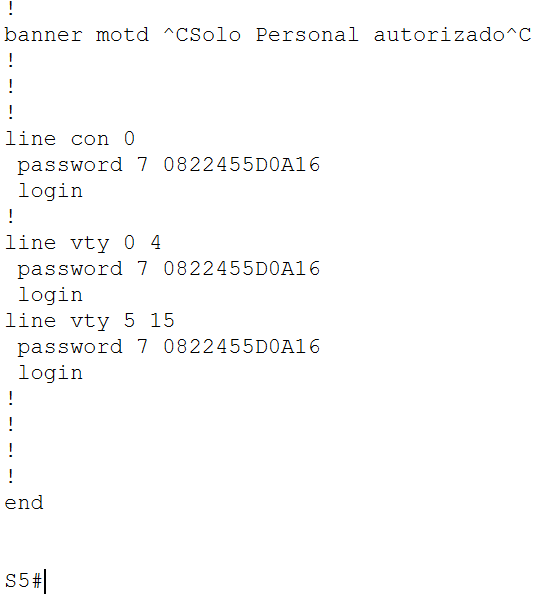 !
banner motd ^CSolo Personal autorizado^C
!
!
!
line con 0
 password 7 0822455D0A16
 login
!
line vty 0 4
 password 7 0822455D0A16
 login
line vty 5 15
 password 7 0822455D0A16
 login
!
!
!
!
end
S5#